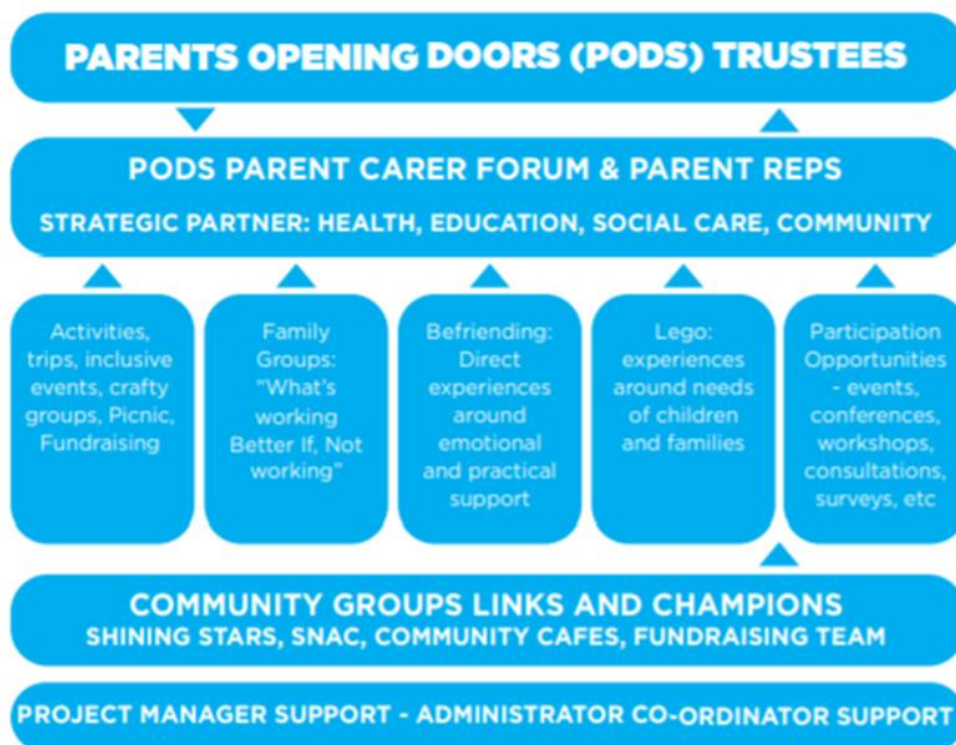 PARENTS OPENING DOORS (PODS) TRUSTEES
PODS PARENT CARER FORUM & PARENT REPS
STRATEGIC PARTNER: HEALTH, EDUCATION, SOCIAL CARE, COMMUNITY
Activities,
trips, inclusive
events, crafty
groups, Picnic,
Fundraising
Family
Groups:
"What's
working
Better If, Not
working"
Befriending:
Direct
experiences
around
emotional
and practical
support
Lego:
experiences
around needs
of children
and families
Participation
Opportunities
- events,
conferences,
workshops,
consultations,
surveys, etc
COMMUNITY GROUPS LINKS AND CHAMPIONS
SHINING STARS, SNAC, COMMUNITY CAFES, FUNDRAISING TEAM
PROJECT MANAGER SUPPORT - ADMINISTRATOR CO-ORDINATOR SUPPORT